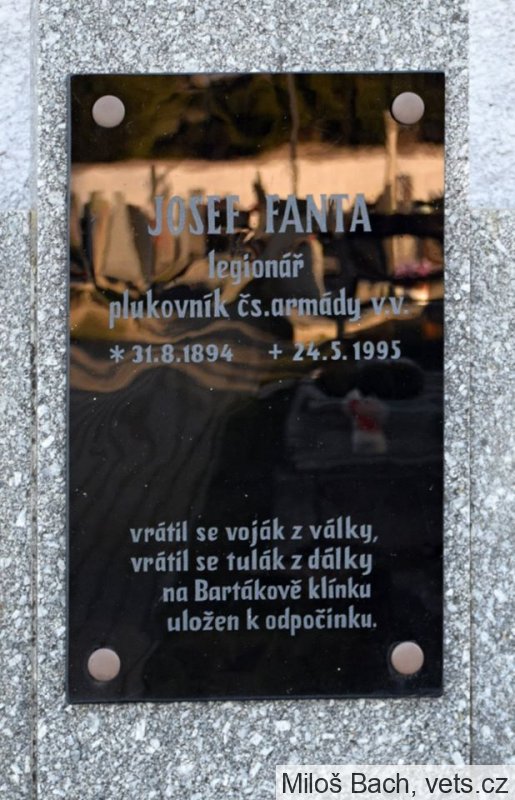 JOSEF FANTA
legionář
plukovník čs.armády v.v.
* 31.8.1894 + 24.5.1995
vrátil se voják z války,
vrátil se tulák z dálky
na Bartákově klínku
uložen k odpočinku.
Miloš Bach, vets.cz